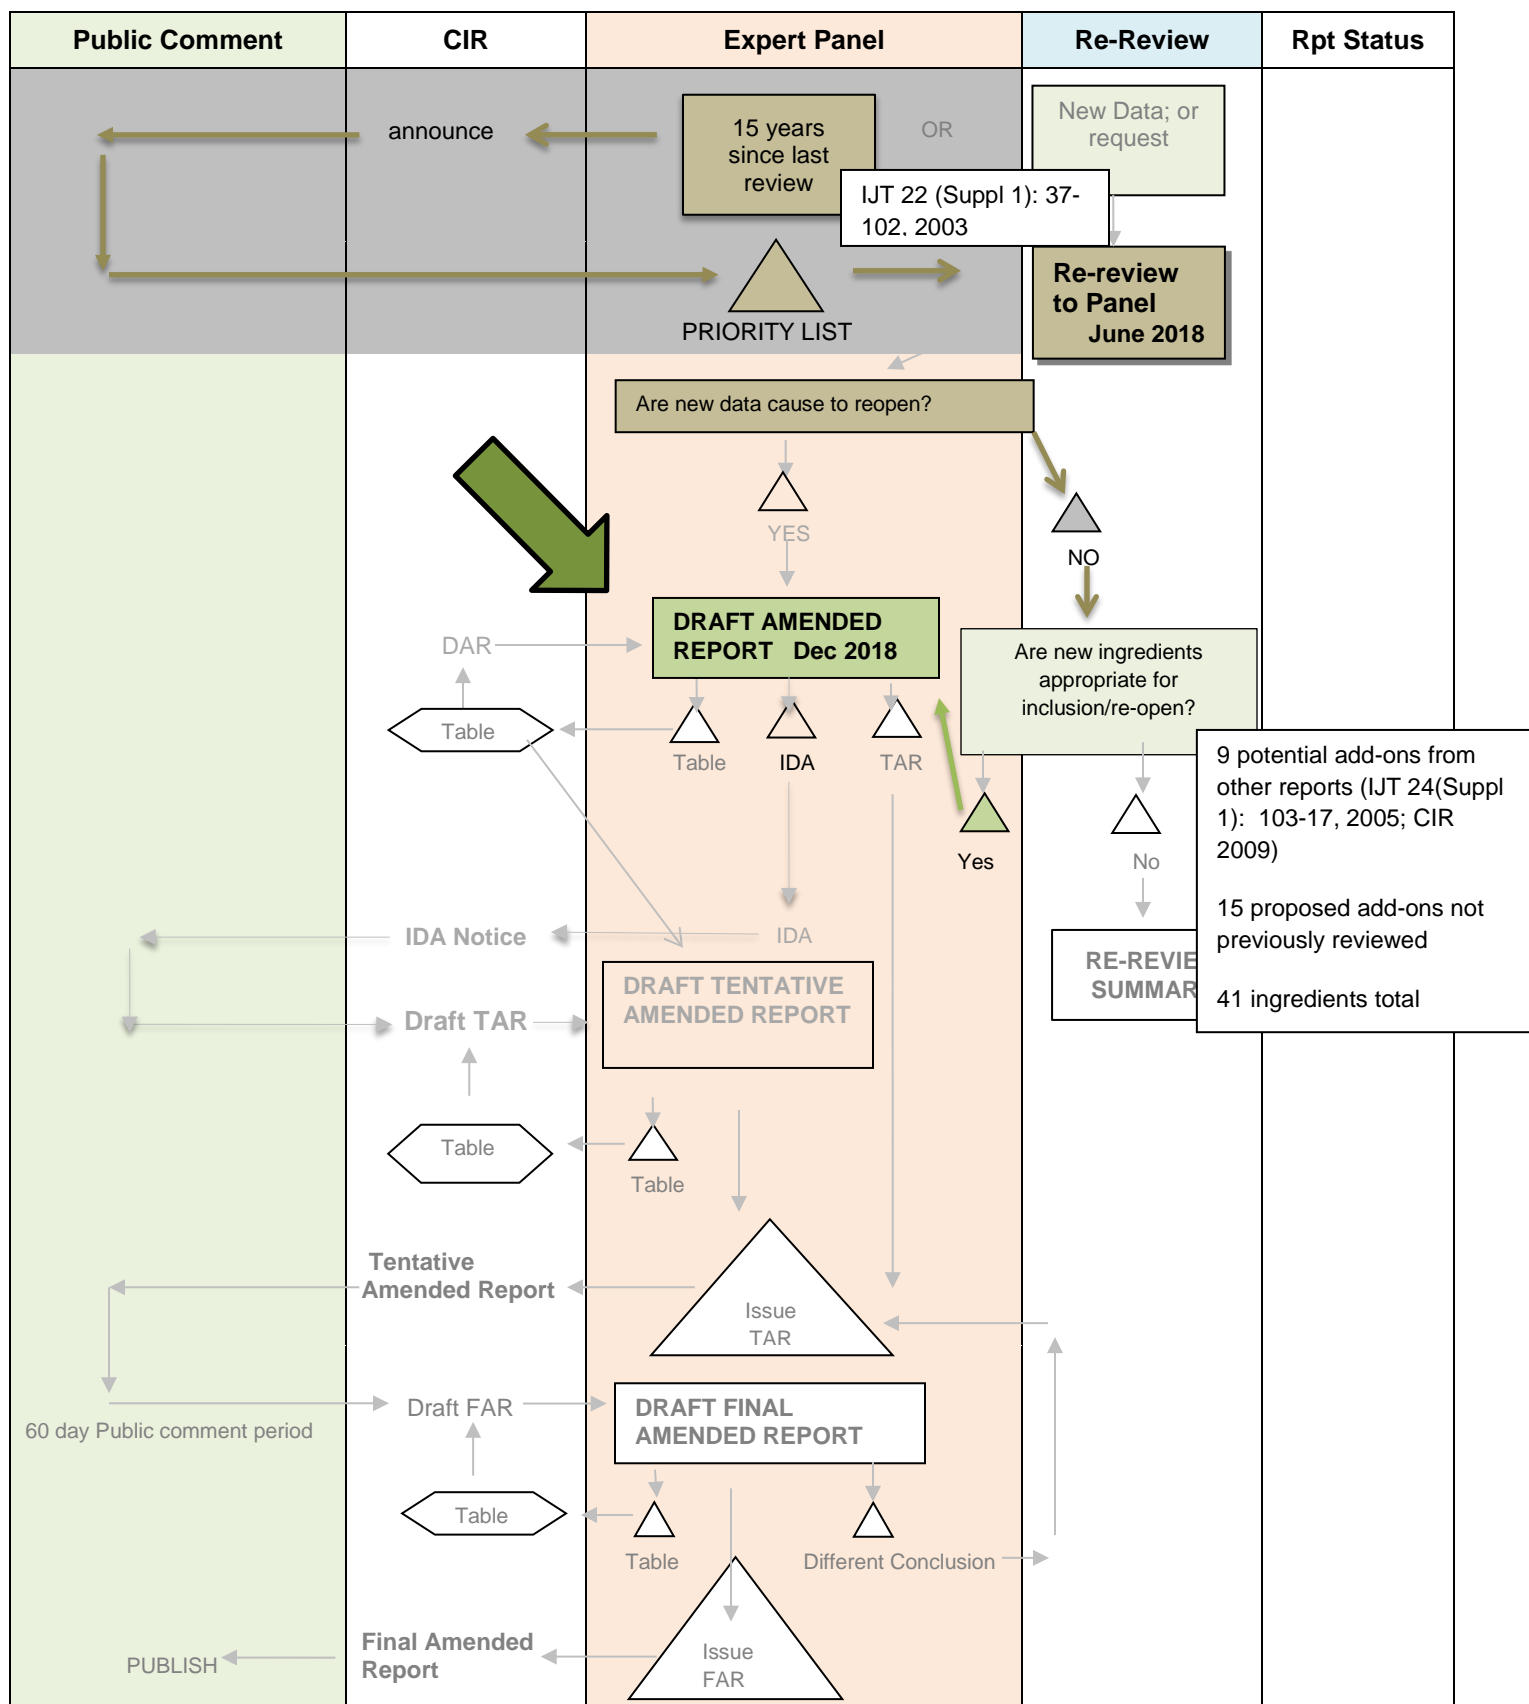 Public Comment
CIR
Expert Panel
Re-Review
Rpt Status
announce
15 years
since last
review
OR
New Data; or
request
IJT 22 (Suppl 1): 37-
102, 2003
PRIORITY LIST
Re-review
to Panel
June 2018
Are new data cause to reopen?
YES
NO
DAR
DRAFT AMENDED
REPORT Dec 2018
Are new ingredients
appropriate for
inclusion/re-open?
Table
Table
IDA
TAR
Yes
No
9 potential add-ons from
other reports (IJT 24(Suppl
1): 103-17, 2005; CIR
2009)
15 proposed add-ons not
previously reviewed
41 ingredients total
IDA Notice
IDA
RE-REVIE
SUMMAR
Draft TAR
DRAFT TENTATIVE
AMENDED REPORT
Table
Table
Tentative
Amended Report
Issue
TAR
60 day Public comment period
Draft FAR
DRAFT FINAL
AMENDED REPORT
Table
Table
Different Conclusion
PUBLISH
Final Amended
Report
Issue
FAR